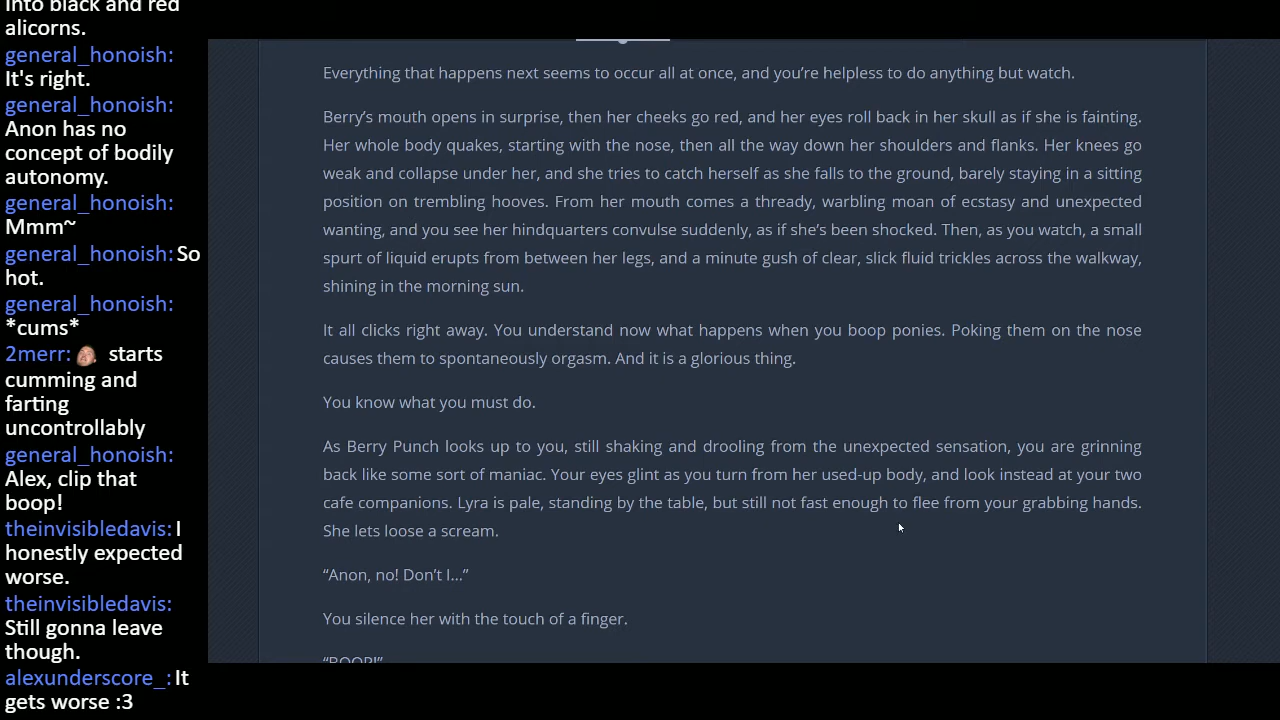 into black and red
alicorns.
general_honoish:
It's right.
general_honoish:
Anon has no
concept of bodily
autonomy.
general_honoish:
Mmm~
general_honoish: So
hot.
general_honoish:
*cums*
2merr: starts
cumming and
farting
uncontrollably
general_honoish:
Alex, clip that
boop!
theinvisibledavis: I
honestly expected
worse.
theinvisibledavis:
Still gonna leave
though.
alexunderscore_: It
gets worse :3
Everything that happens next seems to occur all at once, and you’re helpless to do anything but watch.
Berry’s mouth opens in surprise, then her cheeks go red, and her eyes roll back in her skull as if she is fainting.
Her whole body quakes, starting with the nose, then all the way down her shoulders and flanks. Her knees go
weak and collapse under her, and she tries to catch herself as she falls to the ground, barely staying in a sitting
position on trembling hooves. From her mouth comes a thready, warbling moan of ecstasy and unexpected
wanting, and you see her hindquarters convulse suddenly, as if she’s been shocked. Then, as you watch, a small
spurt of liquid erupts from between her legs, and a minute gush of clear, slick fluid trickles across the walkway,
shining in the morning sun.
It all clicks right away. You understand now what happens when you boop ponies. Poking them on the nose
causes them to spontaneously orgasm. And it is a glorious thing.
You know what you must do.
As Berry Punch looks up to you, still shaking and drooling from the unexpected sensation, you are grinning
back like some sort of maniac. Your eyes glint as you turn from her used-up body, and look instead at your two
cafe companions. Lyra is pale, standing by the table, but still not fast enough to flee from your grabbing hands.
She lets loose a scream.
“Anon, no! Don’t I…”
You silence her with the touch of a finger.
“BOOP!”